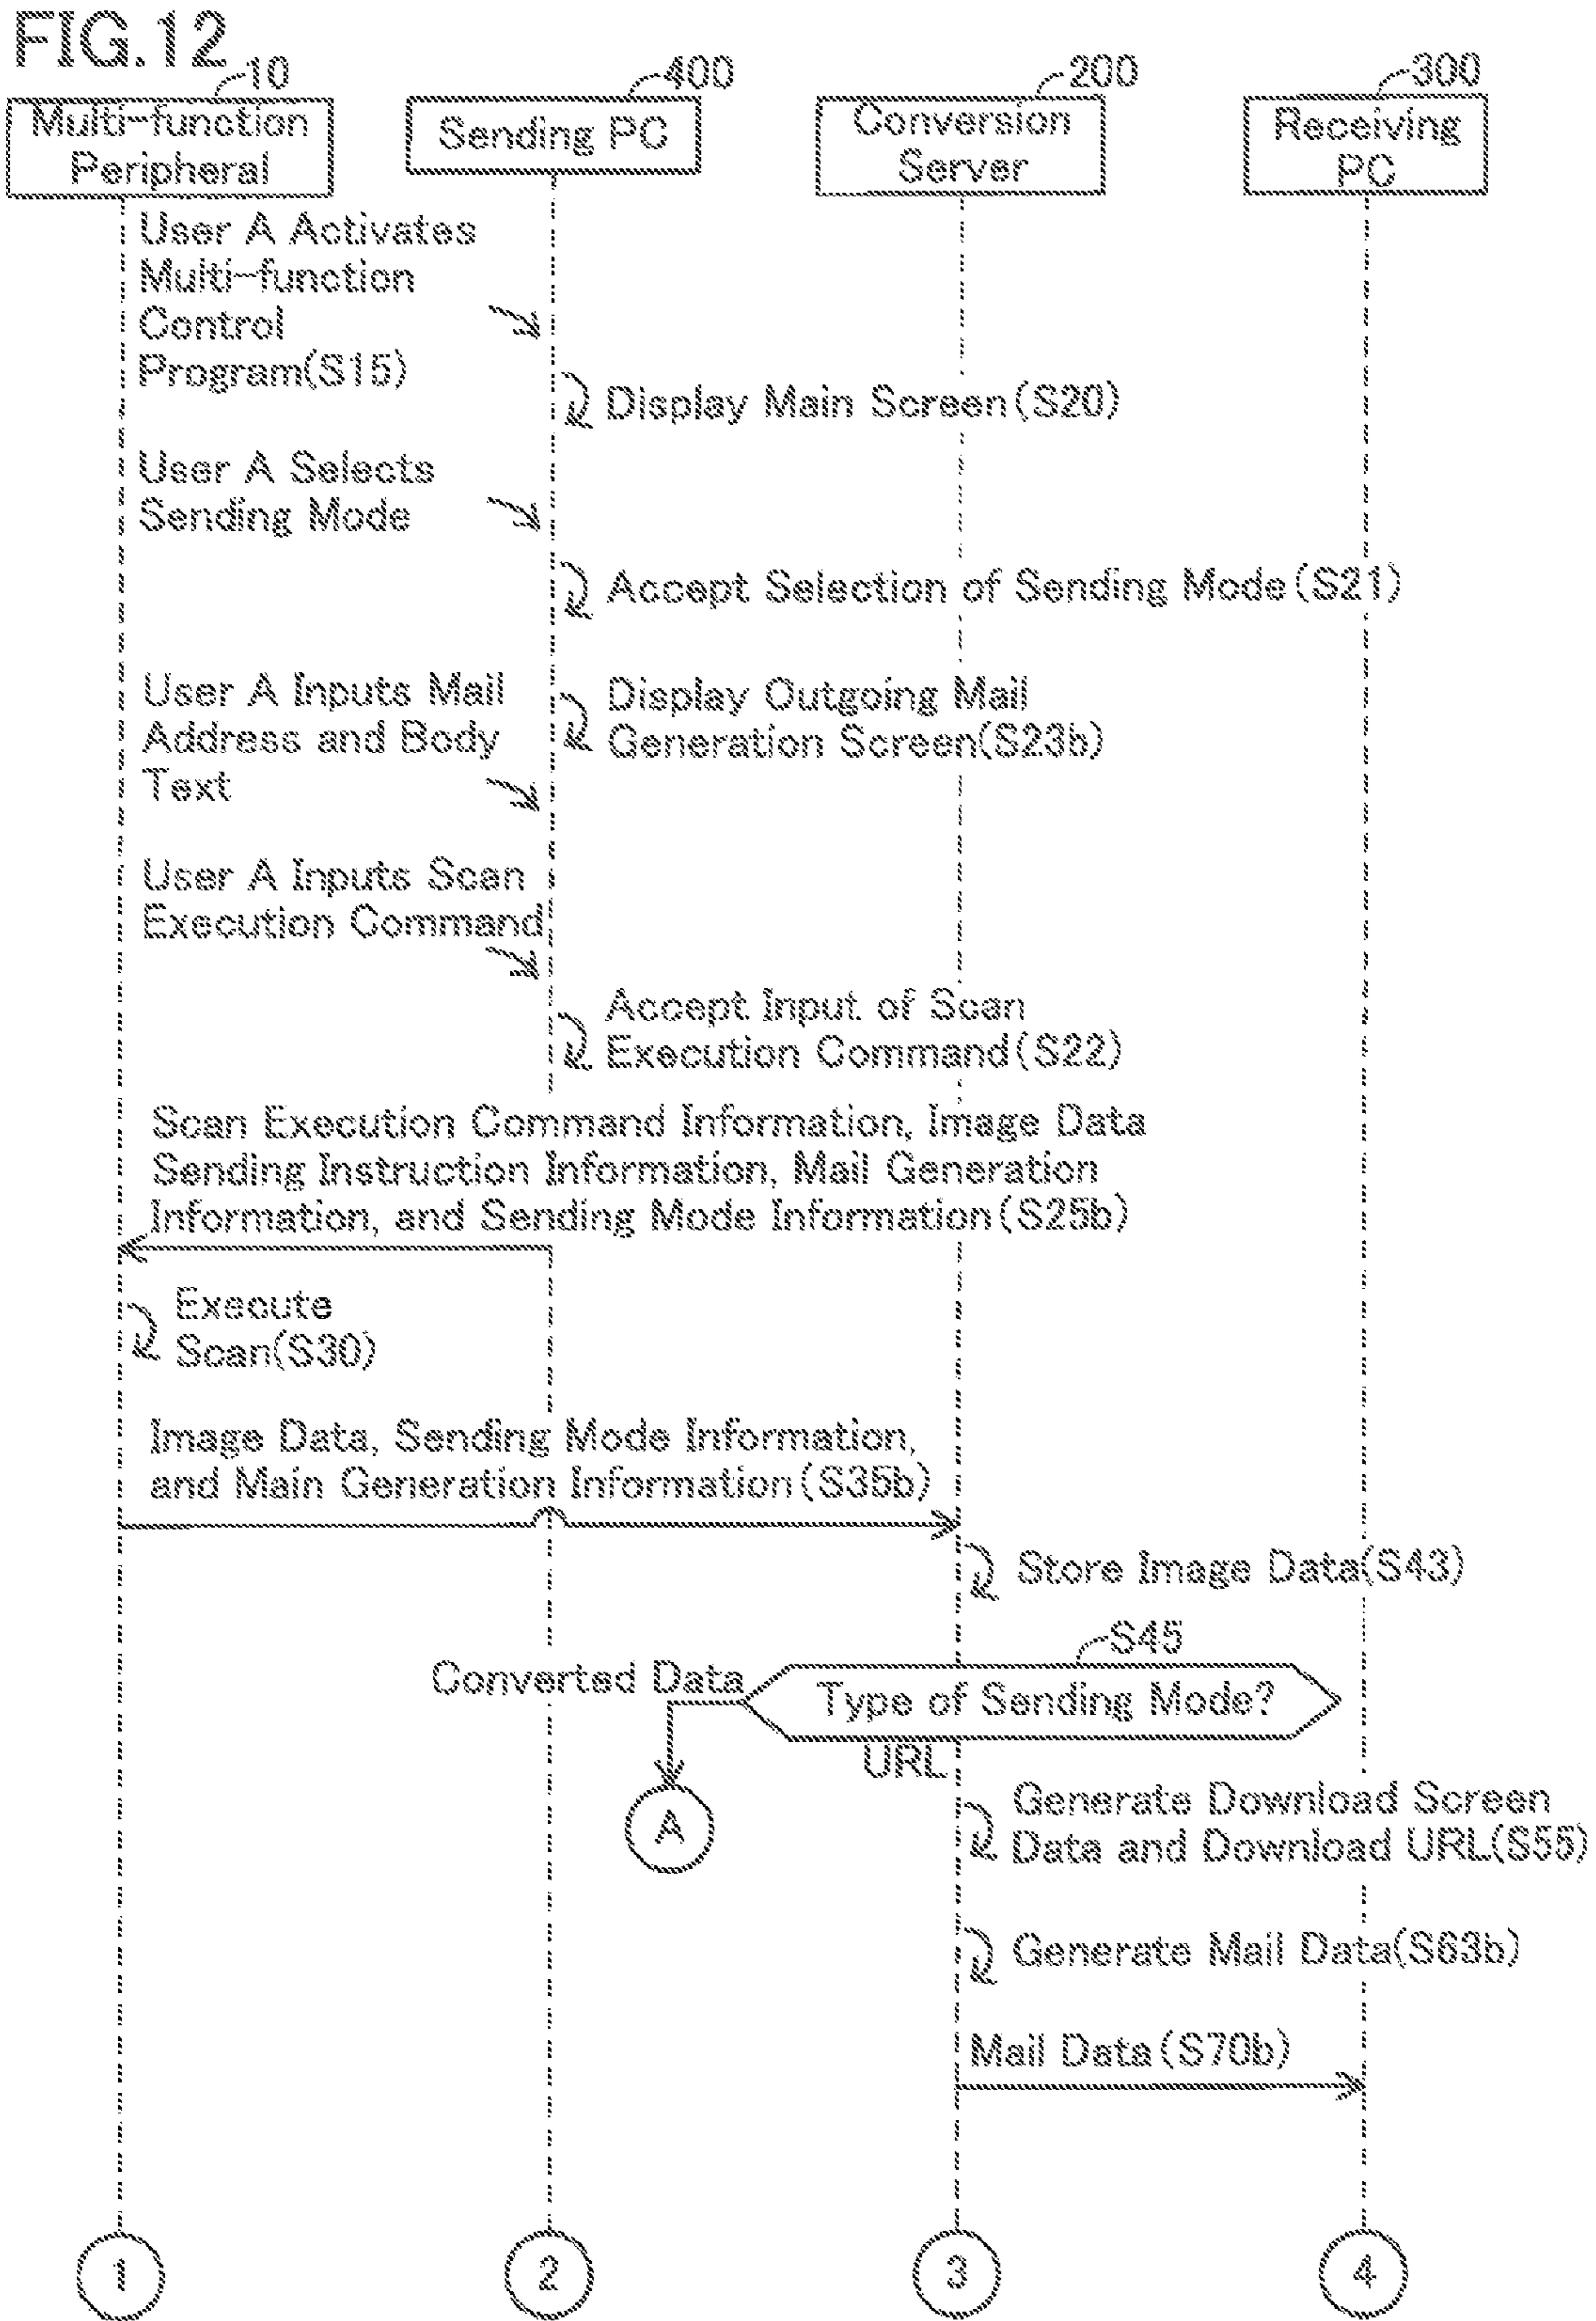 FIG.12
10
400
200
300
Multi-function
Peripheral
Sending PC
Conversion
Server
Receiving
PC
User A Activates
Multi-function
Control
Program(S15)
Display Main Screen(S20)
User A Selects
Sending Mode
Accept Selection of Sending Mode(S21)
User A Inputs Mail
Address and Body
Text
Display Outgoing Mail
Generation Screen(S23b)
User A Inputs Scan
Execution Command
Accept Input of Scan
Execution Command(S22)
Scan Execution Command Information, Image Data
Sending Instruction Information, Mail Generation
Information, and Sending Mode Information(S25b)
Execute
Scan(S30)
Image Data, Sending Mode Information,
and Main Generation Information(S35b)
Store Image Data(S43)
S45
Converted Data
Type of Sending Mode?
URL
A
Generate Download Screen
Data and Download URL(S55)
Generate Mail Data(S63b)
Mail Data(S70b)
1
2
3
4